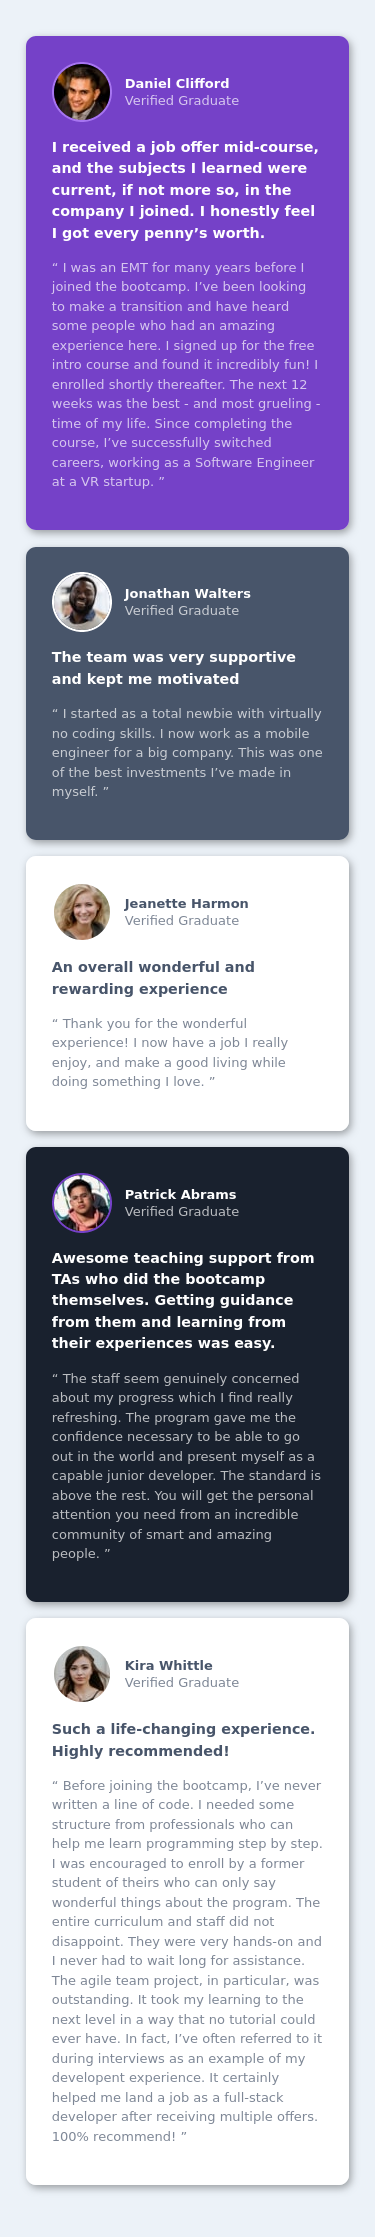 Daniel Clifford
Verified Graduate
I received a job offer mid-course,
and the subjects I learned were
current, if not more so, in the
company I joined. I honestly feel
I got every penny’s worth.
“ I was an EMT for many years before I
joined the bootcamp. I’ve been looking
to make a transition and have heard
some people who had an amazing
experience here. I signed up for the free
intro course and found it incredibly fun! I
enrolled shortly thereafter. The next 12
weeks was the best - and most grueling -
time of my life. Since completing the
course, I’ve successfully switched
careers, working as a Software Engineer
at a VR startup. ”
Jonathan Walters
Verified Graduate
The team was very supportive
and kept me motivated
“ I started as a total newbie with virtually
no coding skills. I now work as a mobile
engineer for a big company. This was one
of the best investments I’ve made in
myself. ”
Jeanette Harmon
Verified Graduate
An overall wonderful and
rewarding experience
“ Thank you for the wonderful
experience! I now have a job I really
enjoy, and make a good living while
doing something I love. ”
Patrick Abrams
Verified Graduate
Awesome teaching support from
TAs who did the bootcamp
themselves. Getting guidance
from them and learning from
their experiences was easy.
“ The staff seem genuinely concerned
about my progress which I find really
refreshing. The program gave me the
confidence necessary to be able to go
out in the world and present myself as a
capable junior developer. The standard is
above the rest. You will get the personal
attention you need from an incredible
community of smart and amazing
people. ”
Kira Whittle
Verified Graduate
Such a life-changing experience.
Highly recommended!
“ Before joining the bootcamp, I’ve never
written a line of code. I needed some
structure from professionals who can
help me learn programming step by step.
I was encouraged to enroll by a former
student of theirs who can only say
wonderful things about the program. The
entire curriculum and staff did not
disappoint. They were very hands-on and
I never had to wait long for assistance.
The agile team project, in particular, was
outstanding. It took my learning to the
next level in a way that no tutorial could
ever have. In fact, I’ve often referred to it
during interviews as an example of my
developent experience. It certainly
helped me land a job as a full-stack
developer after receiving multiple offers.
100% recommend! ”